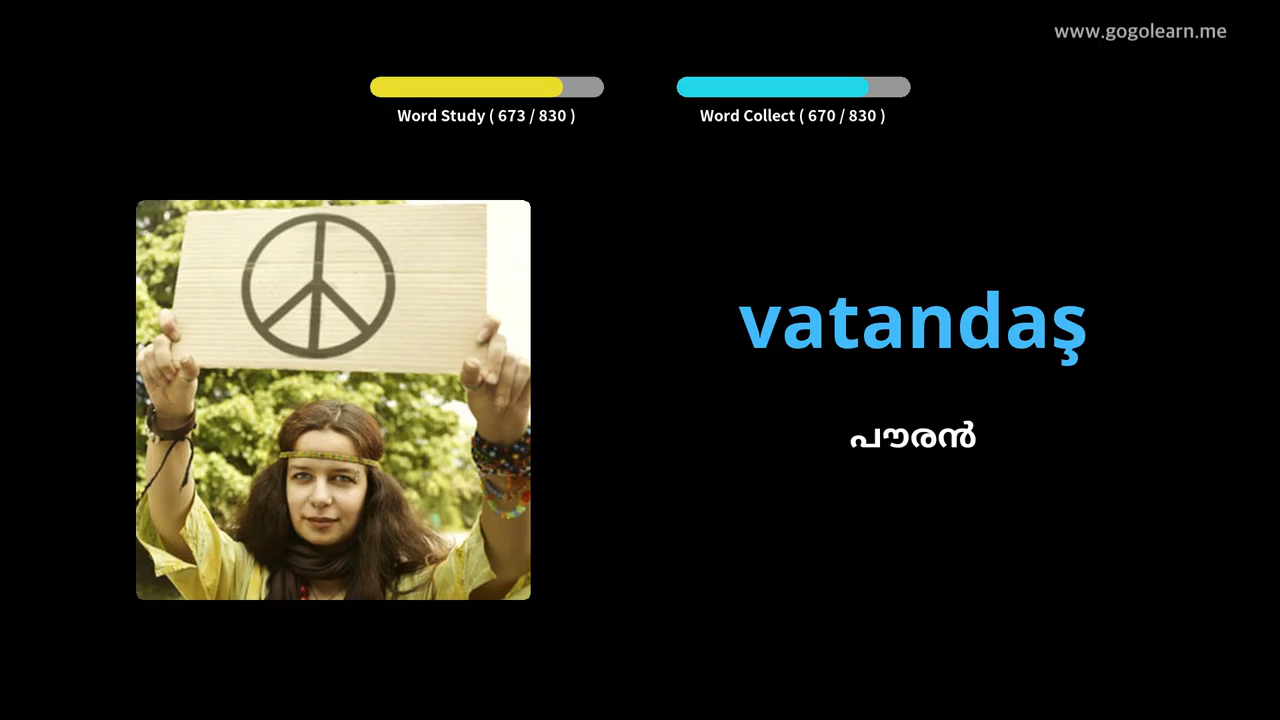 www.gogolearn.me
Word Study ( 673 / 830 )
Word Collect ( 670 / 830 )
vatandaş
പൗരൻ